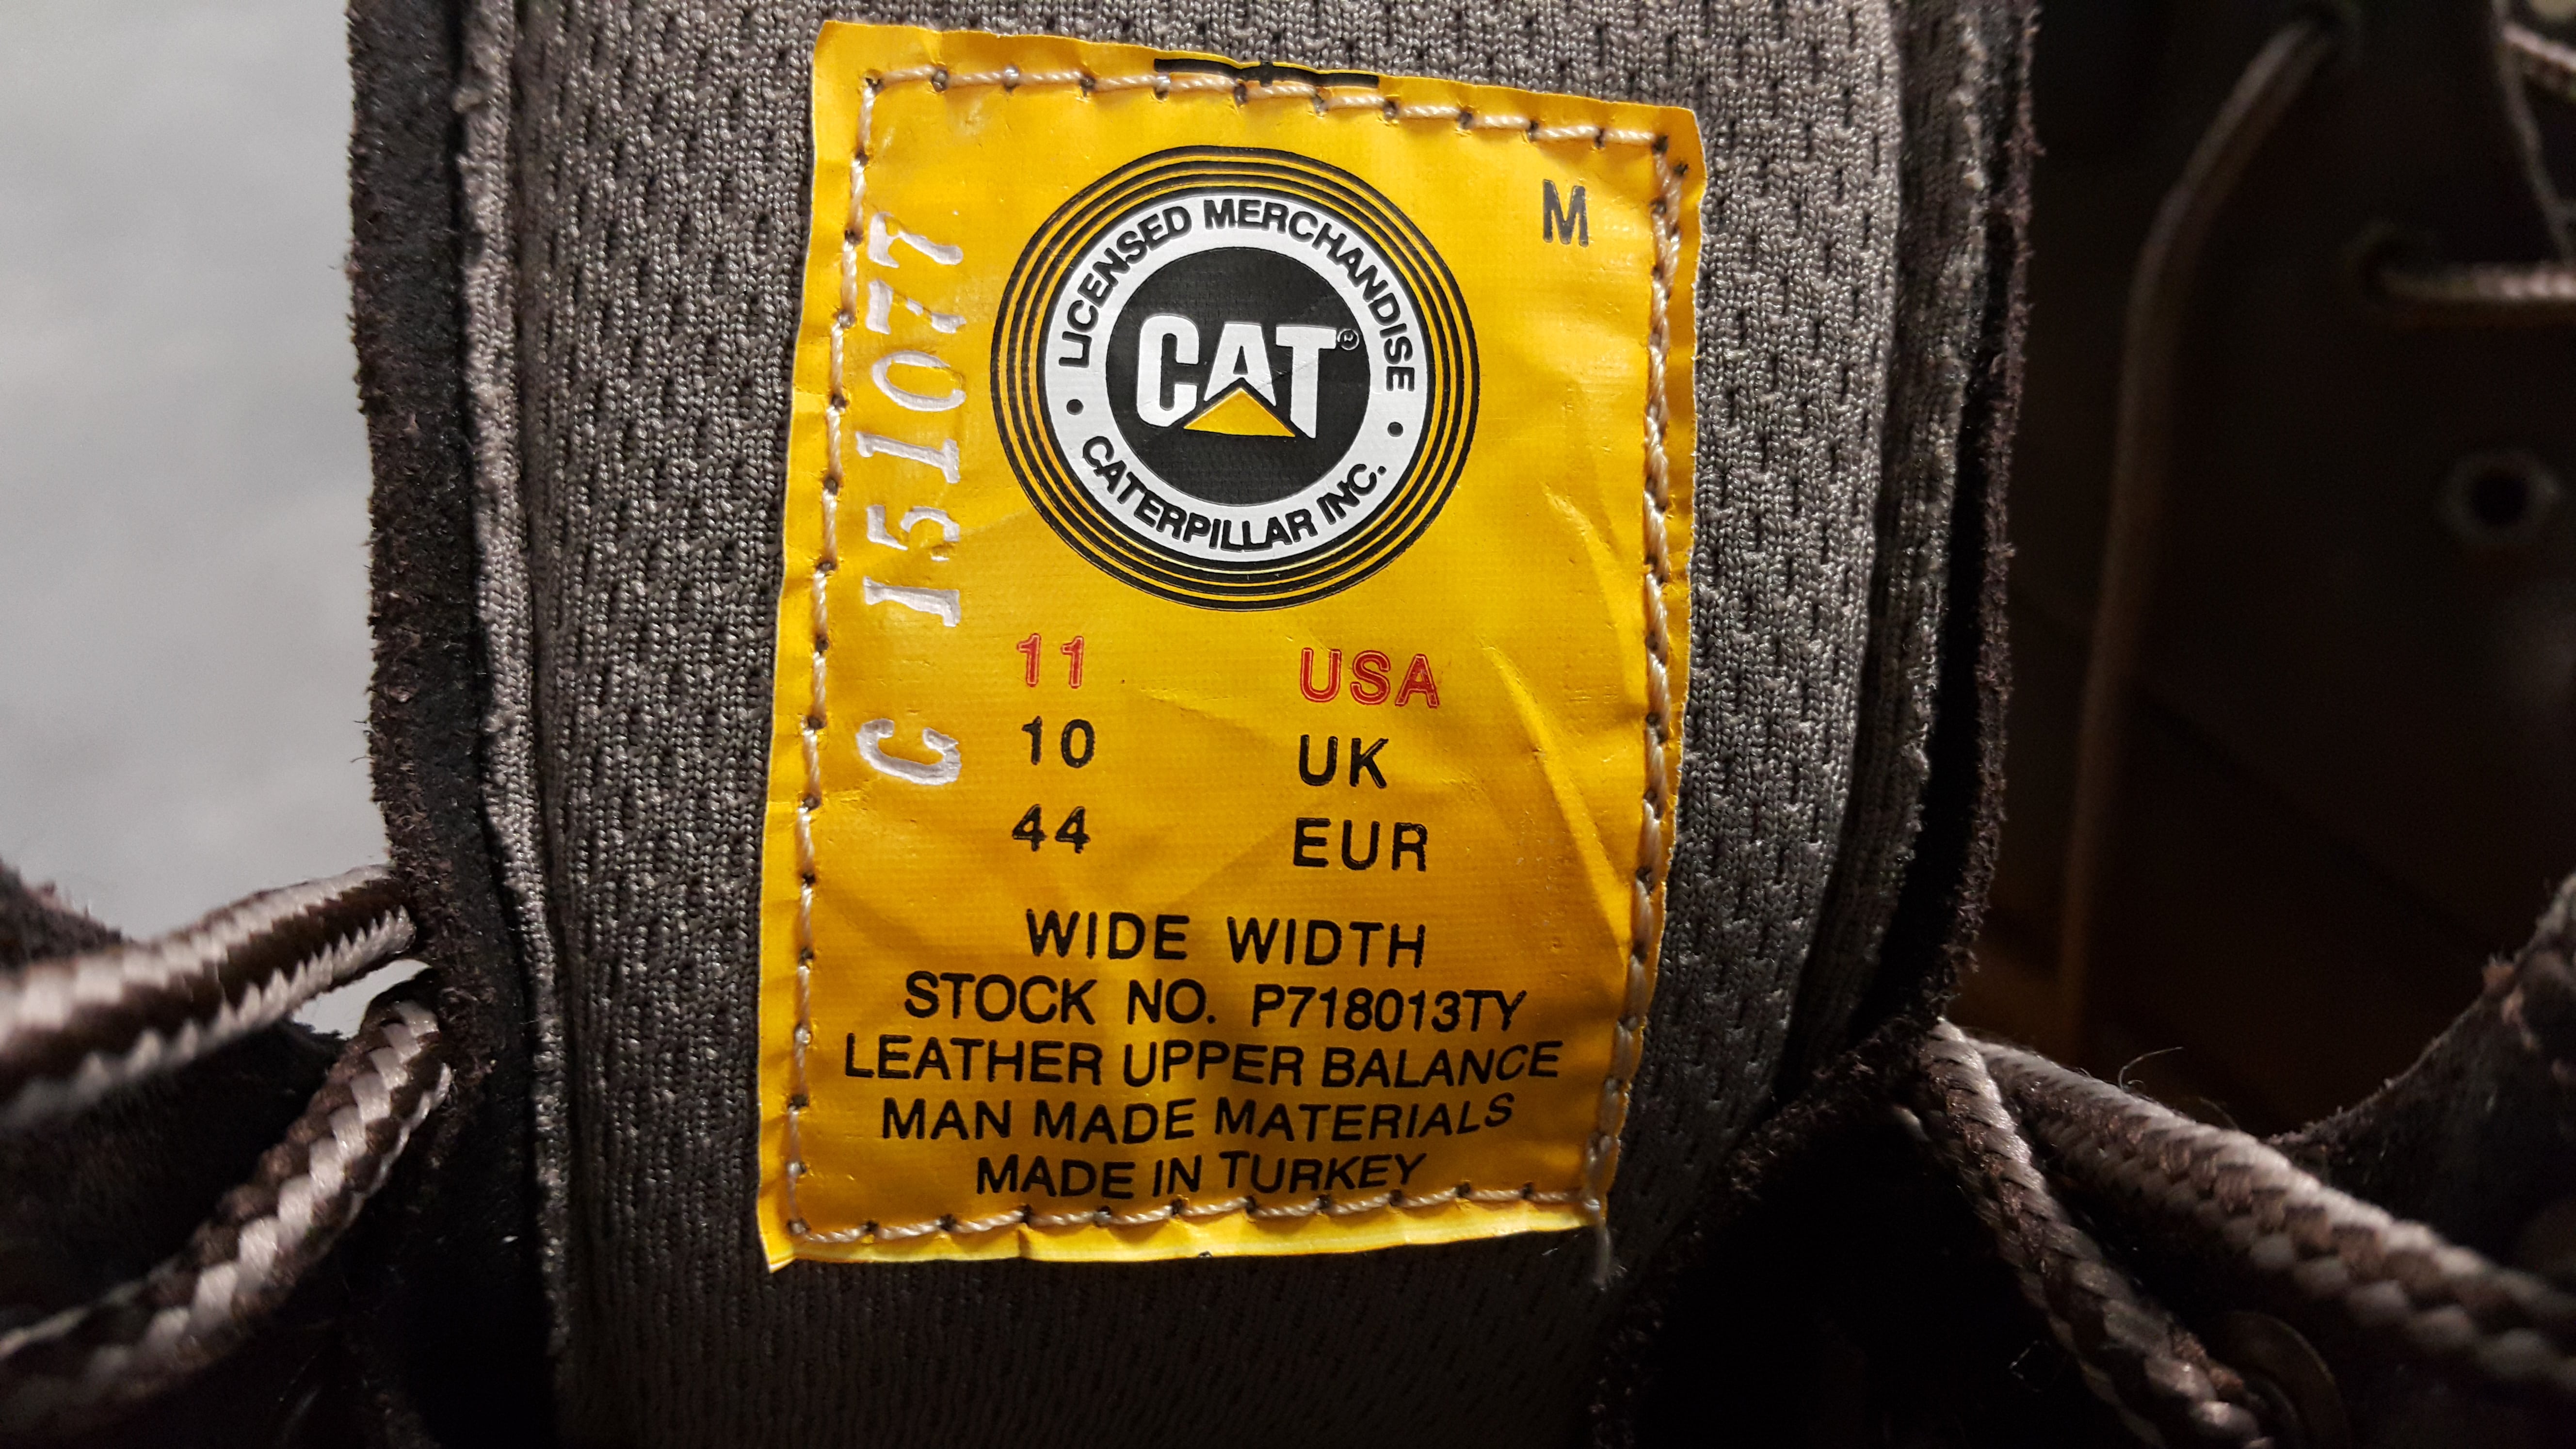 M
LICENSED MERCHANDISE
CAT®
• CATERPILLAR INC. •
C 151077
11 USA
10 UK
44 EUR
WIDE WIDTH
STOCK NO. P718013TY
LEATHER UPPER BALANCE
MAN MADE MATERIALS
MADE IN TURKEY